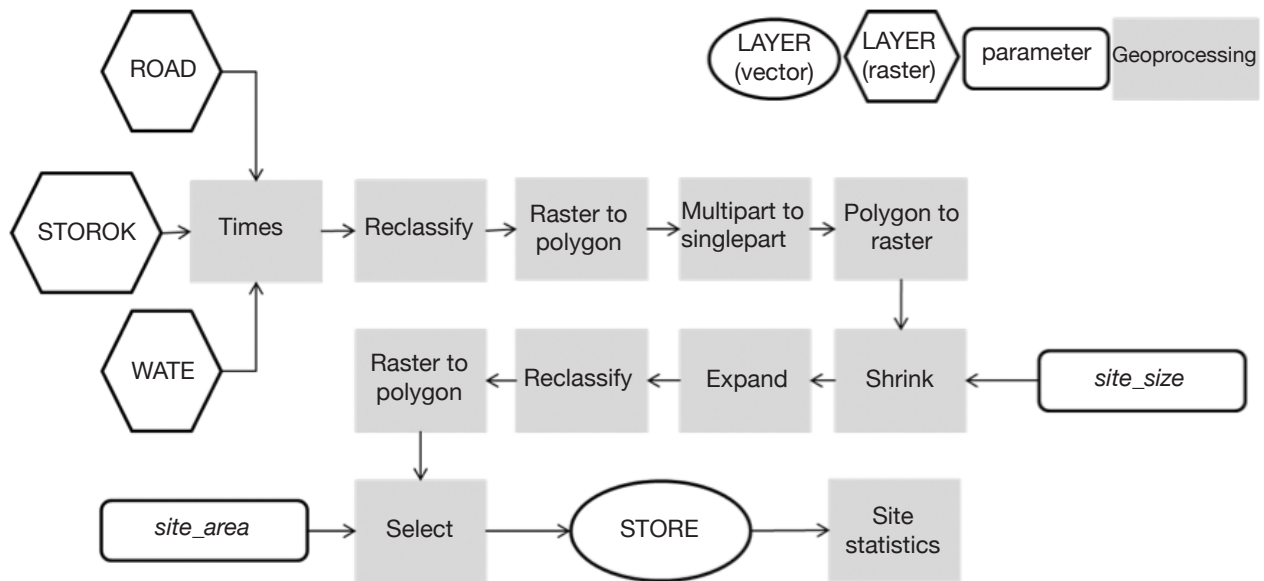 ROAD
LAYER
(vector)
LAYER
(raster)
parameter
Geoprocessing
STOROK
Times
Reclassify
Raster to
polygon
Multipart to
singlepart
Polygon to
raster
WATE
Raster to
polygon
Reclassify
Expand
Shrink
site_size
site_area
Select
STORE
Site
statistics